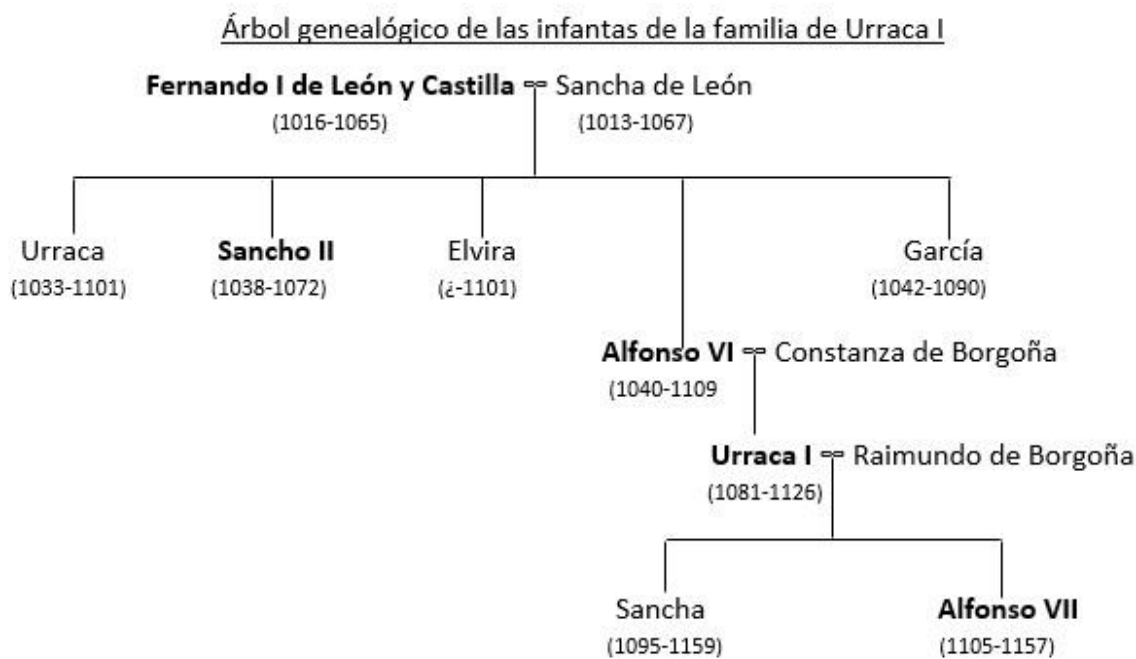 Árbol genealógico de las infantas de la familia de Urraca I
Fernando I de León y Castilla Sancha de León
(1016-1065) (1013-1067)
Urraca Sancho II Elvira García
(1033-1101) (1038-1072) (¿-1101) (1042-1090)
Alfonso VI Constanza de Borgoña
(1040-1109
Urraca I Raimundo de Borgoña
(1081-1126)
Sancha Alfonso VII
(1095-1159) (1105-1157)